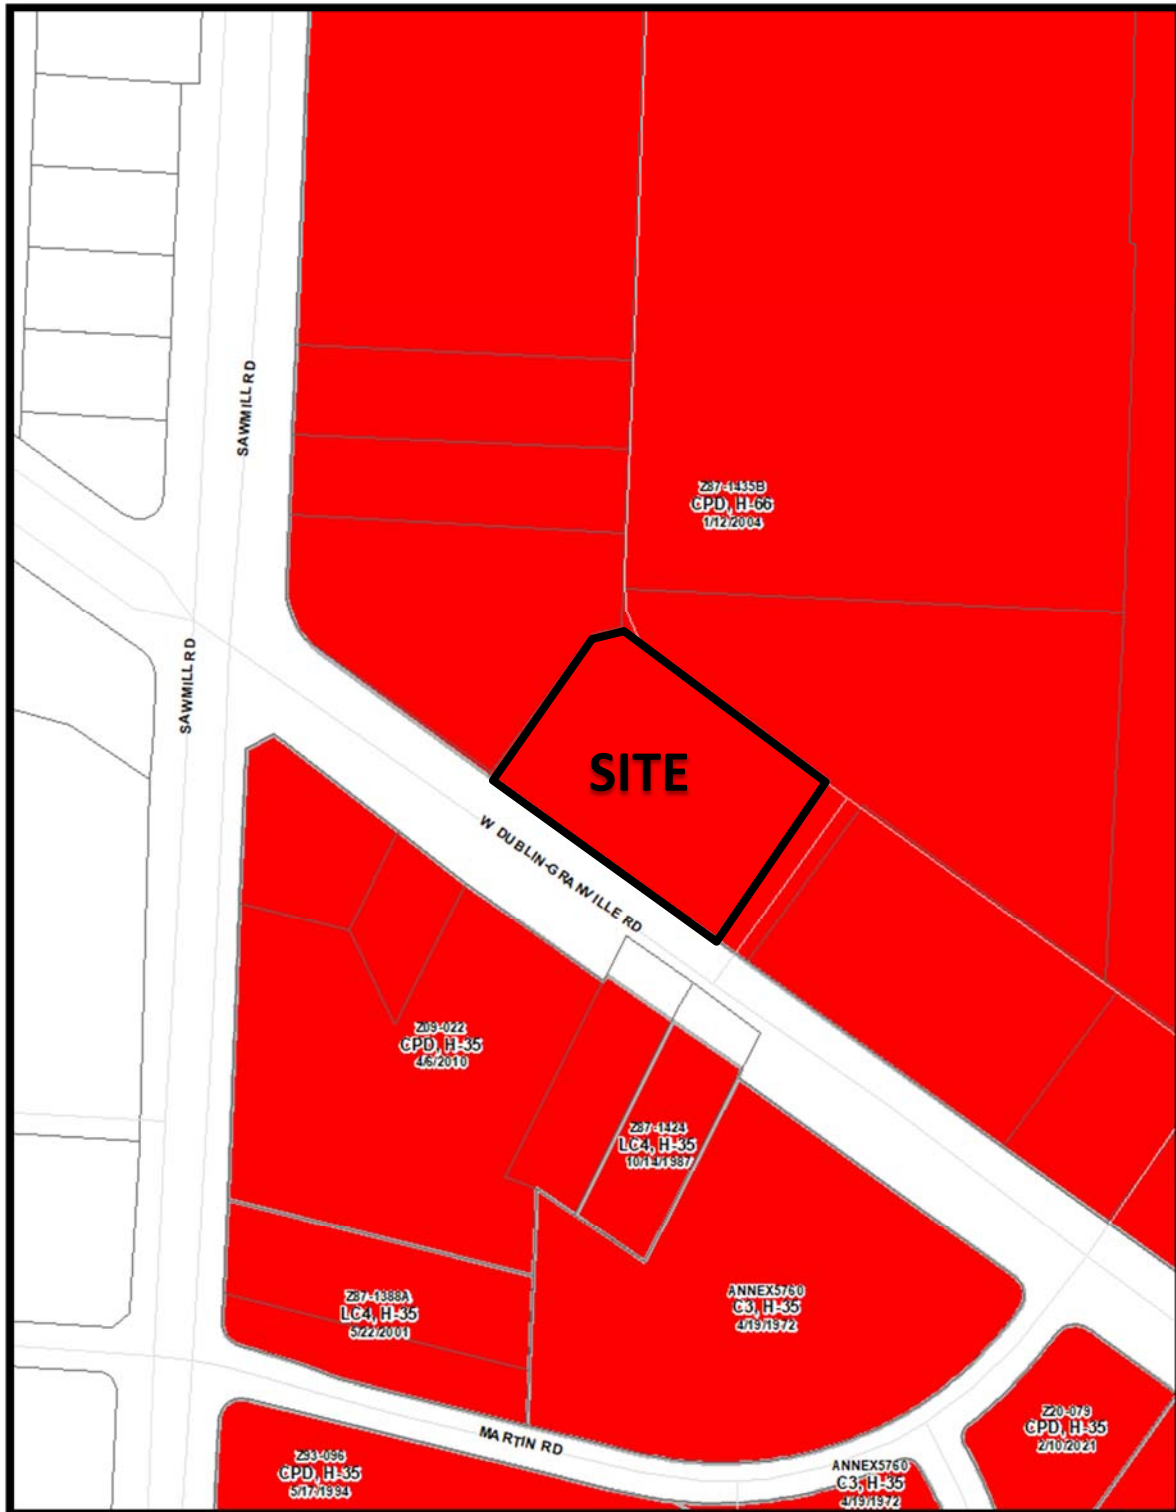 SAWMILL RD
Z87-1435B
CPD, H-66
1/12/2004
SAWMILL RD
SITE
W DUBLIN-GRANVILLE RD
Z09-022
CPD, H-35
4/6/2010
Z87-1424
LC4, H-35
10/14/1987
Z87-1388A
LC4, H-35
5/22/2001
ANNEX5760
C3, H-35
4/19/1972
Z20-079
CPD, H-35
2/10/2021
MARTIN RD
Z93-096
CPD, H-35
5/17/1994
ANNEX5760
C3, H-35
4/19/1972